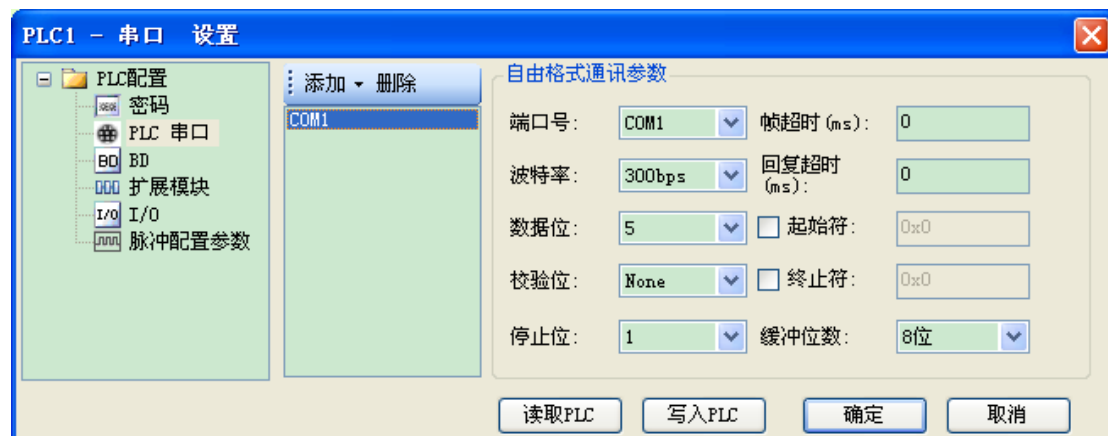 PLC1 - 串口 设置
PLC配置
密码
PLC 串口
BD BD
扩展模块
I/O I/O
脉冲配置参数
添加 删除
COM1
自由格式通讯参数
端口号: COM1 帧超时(ms): 0
波特率: 300bps 回复超时
(ms): 0
数据位: 5 起始符: 0x0
校验位: None 终止符: 0x0
停止位: 1 缓冲位数: 8位
读取PLC 写入PLC 确定 取消